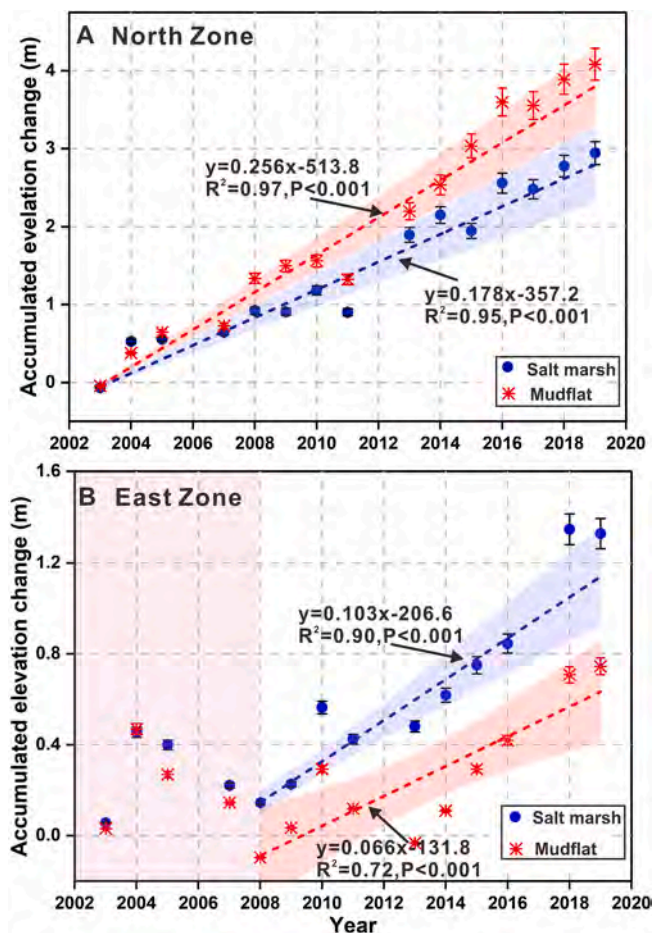 A North Zone
Accumulated evelation change (m)
4
3
2
1
0
y=0.256x-513.8
R²=0.97,P<0.001
y=0.178x-357.2
R²=0.95,P<0.001
Salt marsh
Mudflat
2002 2004 2006 2008 2010 2012 2014 2016 2018 2020
B East Zone
Accumulated elevation change (m)
1.6
1.2
0.8
0.4
0.0
y=0.103x-206.6
R²=0.90,P<0.001
y=0.066x-131.8
R²=0.72,P<0.001
Salt marsh
Mudflat
2002 2004 2006 2008 2010 2012 2014 2016 2018 2020
Year